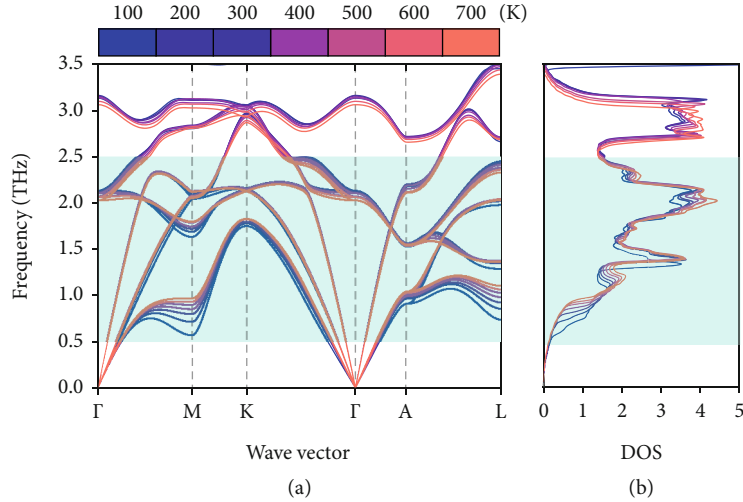 100 200 300 400 500 600 700 (K)
3.5
3.0
2.5
2.0
1.5
1.0
0.5
0.0
Frequency (THz)
Γ M K Γ A L
0 1 2 3 4 5
Wave vector
DOS
(a)
(b)